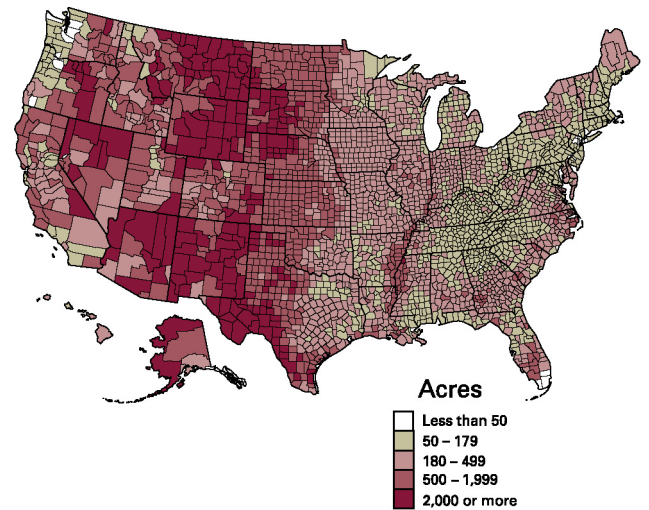 Acres
Less than 50
50 – 179
180 – 499
500 – 1,999
2,000 or more